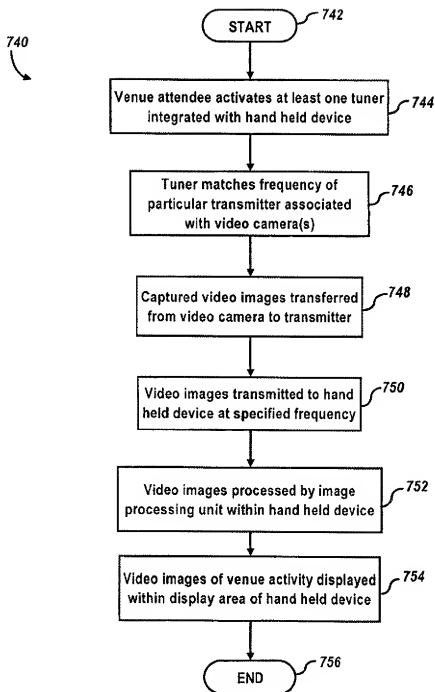 740
START
742
Venue attendee activates at least one tuner
integrated with hand held device
744
Tuner matches frequency of
particular transmitter associated
with video camera(s)
746
Captured video images transferred
from video camera to transmitter
748
Video images transmitted to hand
held device at specified frequency
750
Video images processed by image
processing unit within hand held device
752
Video images of venue activity displayed
within display area of hand held device
754
END
756